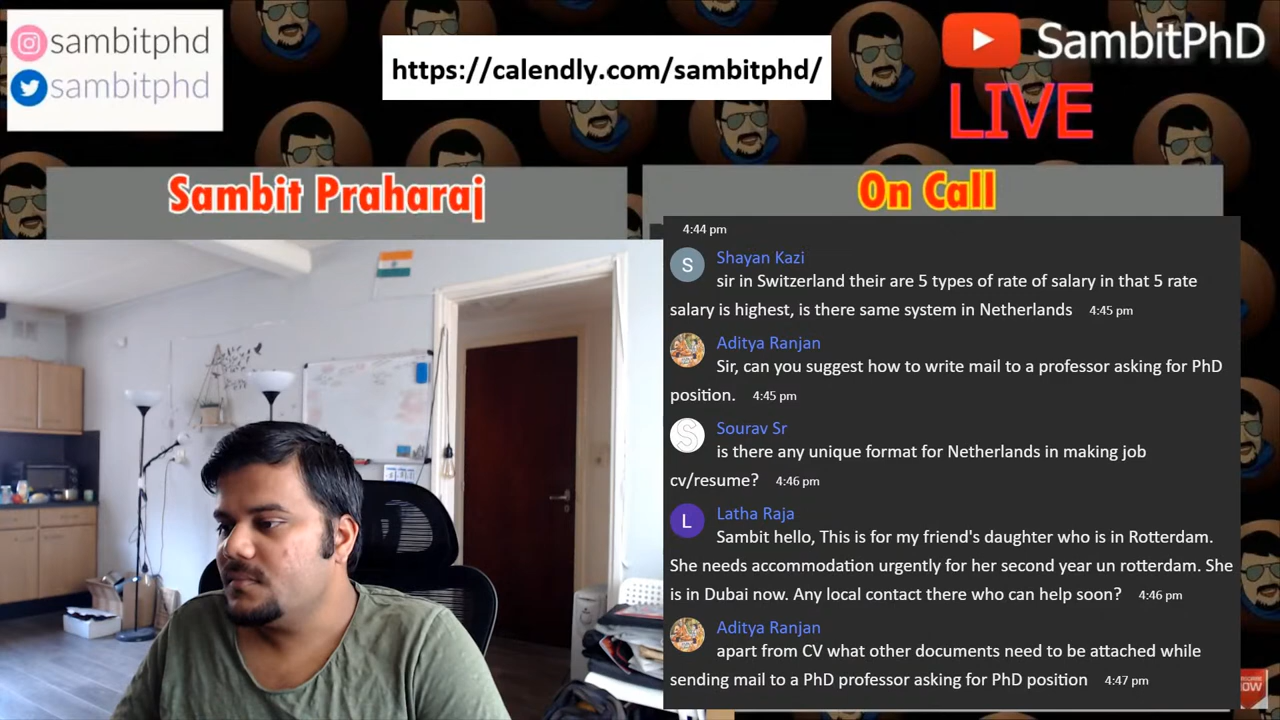 sambitphd
sambitphd
https://calendly.com/sambitphd/
SambitPhD
LIVE
Sambit Praharaj
On Call
4:44 pm
S
Shayan Kazi
sir in Switzerland their are 5 types of rate of salary in that 5 rate
salary is highest, is there same system in Netherlands 4:45 pm
Aditya Ranjan
Sir, can you suggest how to write mail to a professor asking for PhD
position. 4:45 pm
S
Sourav Sr
is there any unique format for Netherlands in making job
cv/resume? 4:46 pm
L
Latha Raja
Sambit hello, This is for my friend's daughter who is in Rotterdam.
She needs accommodation urgently for her second year un rotterdam. She
is in Dubai now. Any local contact there who can help soon? 4:46 pm
Aditya Ranjan
apart from CV what other documents need to be attached while
sending mail to a PhD professor asking for PhD position 4:47 pm